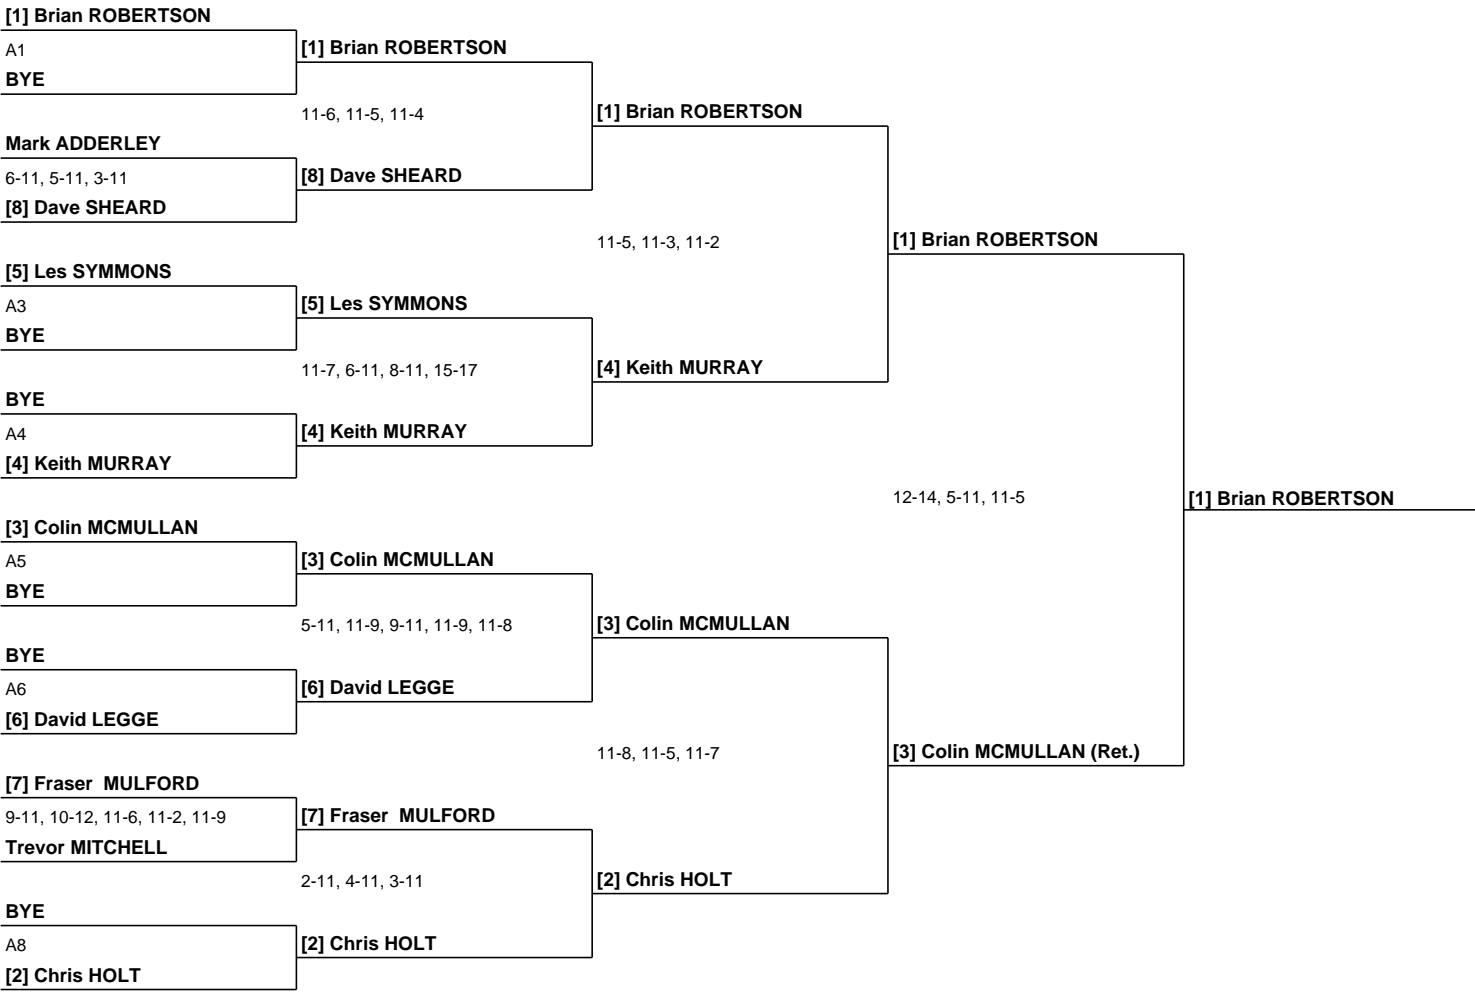 [1] Brian ROBERTSON
A1
BYE
Mark ADDERLEY
6-11, 5-11, 3-11
[8] Dave SHEARD
[5] Les SYMMONS
A3
BYE
BYE
A4
[4] Keith MURRAY
[3] Colin MCMULLAN
A5
BYE
BYE
A6
[6] David LEGGE
[7] Fraser  MULFORD
9-11, 10-12, 11-6, 11-2, 11-9
Trevor MITCHELL
BYE
A8
[2] Chris HOLT
[1] Brian ROBERTSON
11-6, 11-5, 11-4
[8] Dave SHEARD
[5] Les SYMMONS
11-7, 6-11, 8-11, 15-17
[4] Keith MURRAY
[3] Colin MCMULLAN
5-11, 11-9, 9-11, 11-9, 11-8
[6] David LEGGE
[7] Fraser  MULFORD
2-11, 4-11, 3-11
[2] Chris HOLT
[1] Brian ROBERTSON
11-5, 11-3, 11-2
[4] Keith MURRAY
[3] Colin MCMULLAN
11-8, 11-5, 11-7
[2] Chris HOLT
[1] Brian ROBERTSON
12-14, 5-11, 11-5
[3] Colin MCMULLAN (Ret.)
[1] Brian ROBERTSON